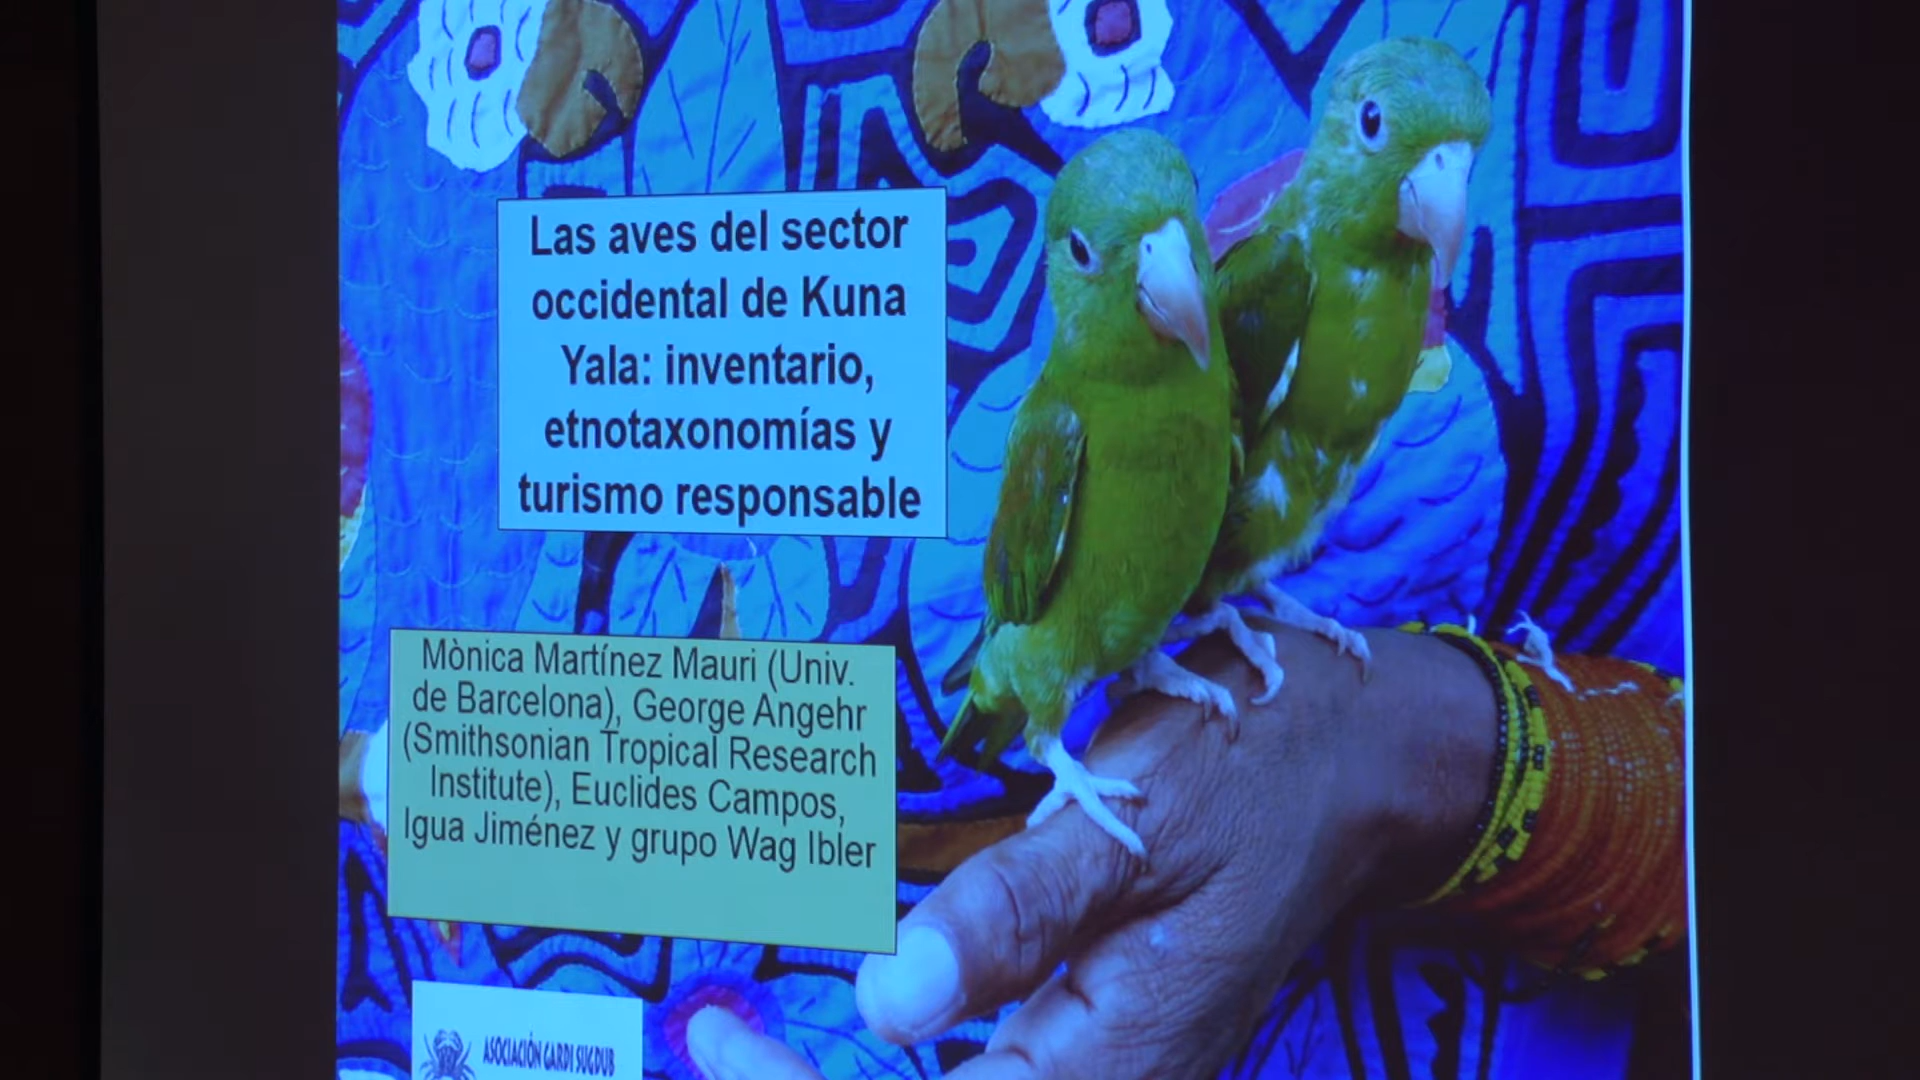 Las aves del sector
occidental de Kuna
Yala: inventario,
etnotaxonomías y
turismo responsable
Mònica Martínez Mauri (Univ.
de Barcelona), George Angehr
(Smithsonian Tropical Research
Institute), Euclides Campos,
Igua Jiménez y grupo Wag Ibler
ASOCIACIÓN GARDI SUGDUB